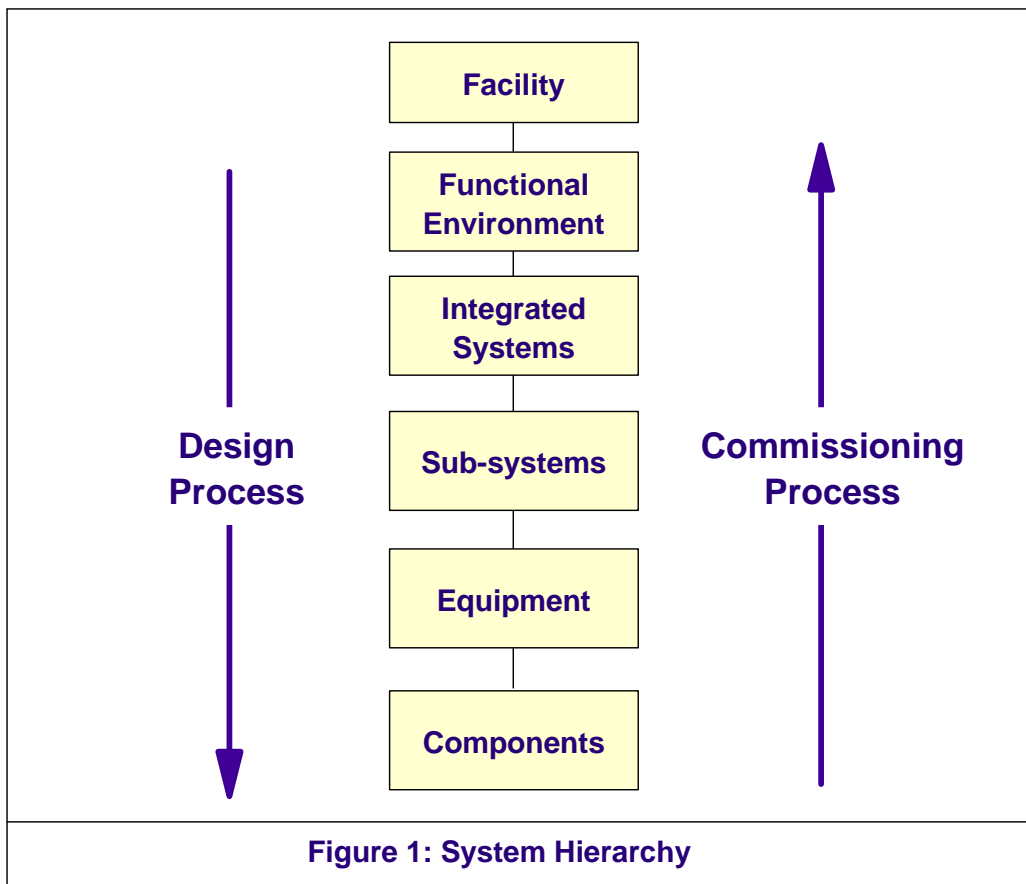 Facility
Functional
Environment
Integrated
Systems
Design
Process
Sub-systems
Commissioning
Process
Equipment
Components
Figure 1: System Hierarchy